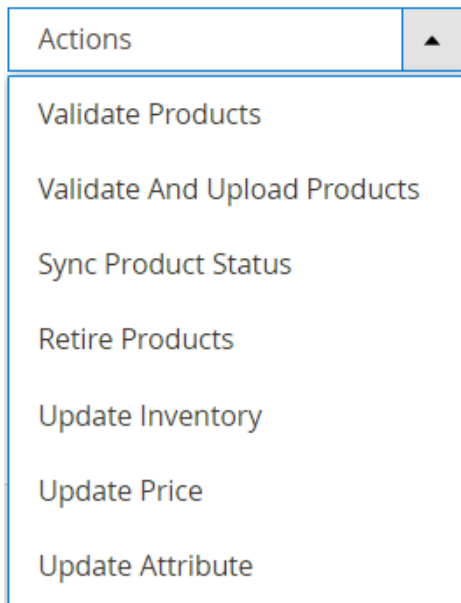 Actions
Validate Products
Validate And Upload Products
Sync Product Status
Retire Products
Update Inventory
Update Price
Update Attribute